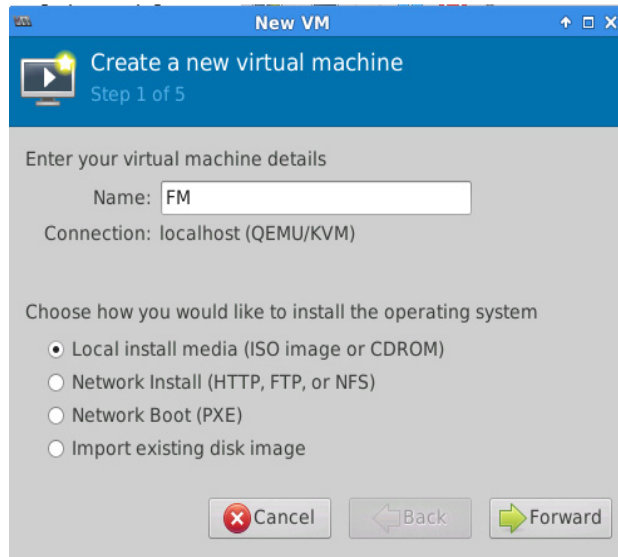 New VM
Create a new virtual machine
Step 1 of 5
Enter your virtual machine details
Name: FM
Connection: localhost (QEMU/KVM)
Choose how you would like to install the operating system
Local install media (ISO image or CDROM)
Network Install (HTTP, FTP, or NFS)
Network Boot (PXE)
Import existing disk image
Cancel Back Forward